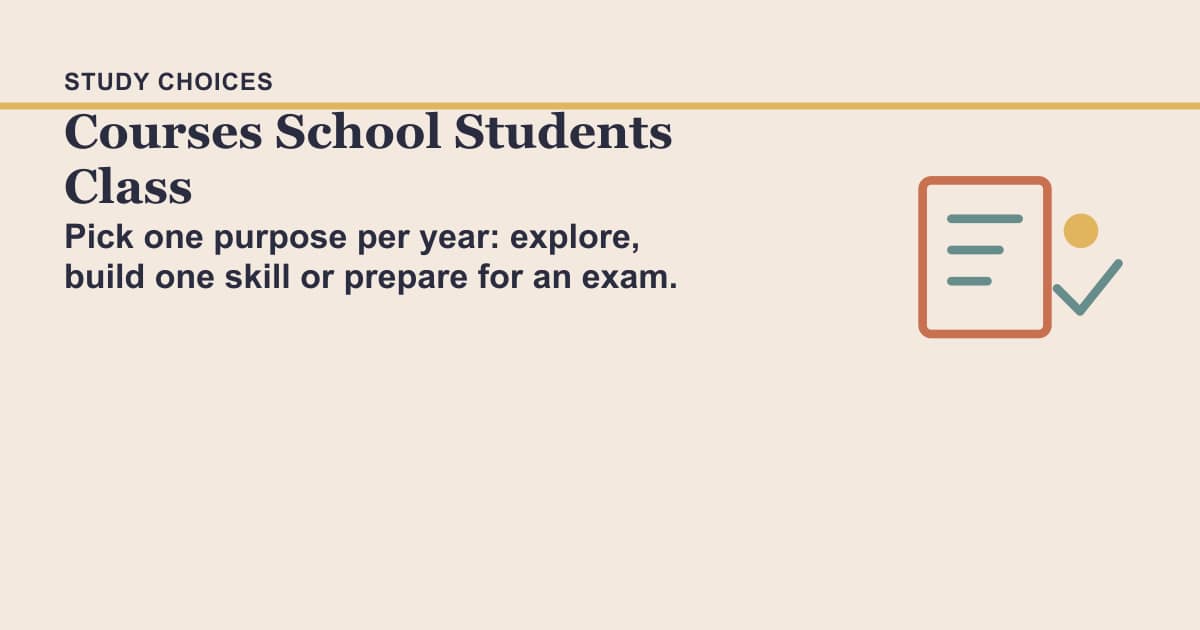 STUDY CHOICES
Courses School Students
Class
Pick one purpose per year: explore,
build one skill or prepare for an exam.